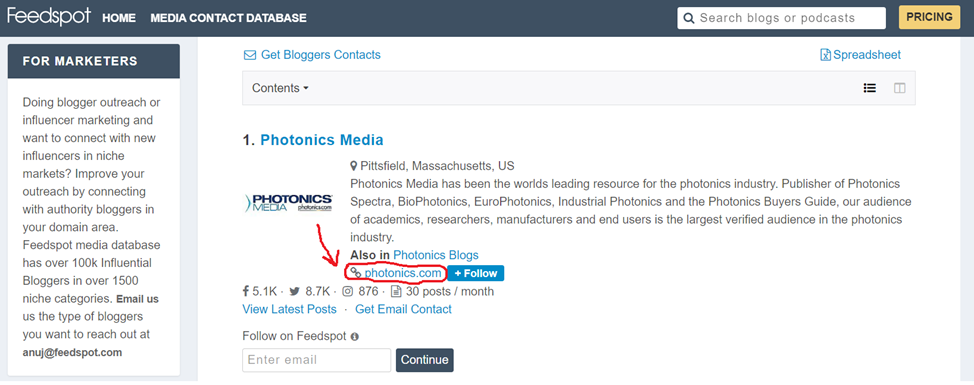 Feedspot HOME MEDIA CONTACT DATABASE Search blogs or podcasts PRICING
FOR MARKETERS
Doing blogger outreach or
influencer marketing and
want to connect with new
influencers in niche
markets? Improve your
outreach by connecting
with authority bloggers in
your domain area.
Feedspot media database
has over 100k Influential
Bloggers in over 1500
niche categories. Email us
us the type of bloggers
you want to reach out at
anuj@feedspot.com
Get Bloggers Contacts Spreadsheet
Contents
1. Photonics Media
PHOTONICS
MEDIA photonics.com
Pittsfield, Massachusetts, US
Photonics Media has been the worlds leading resource for the photonics industry. Publisher of Photonics
Spectra, BioPhotonics, EuroPhotonics, Industrial Photonics and the Photonics Buyers Guide, our audience
of academics, researchers, manufacturers and end users is the largest verified audience in the photonics
industry.
Also in Photonics Blogs
photonics.com + Follow
5.1K · 8.7K · 876 · 30 posts / month
View Latest Posts · Get Email Contact
Follow on Feedspot
Enter email Continue